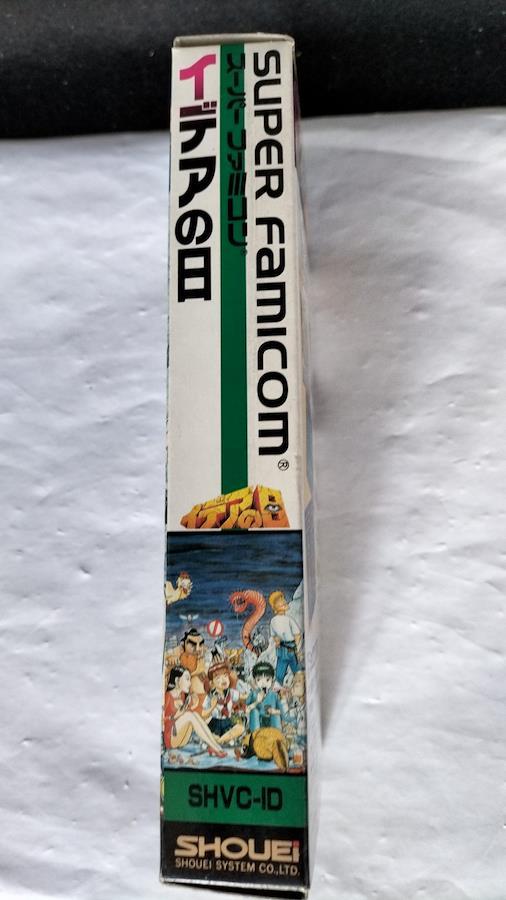 SUPER Famicom®
スーパーファミコン®
イデアの日
イデアの日
SHVC-ID
SHOUEi
SHOUEI SYSTEM CO.,LTD.